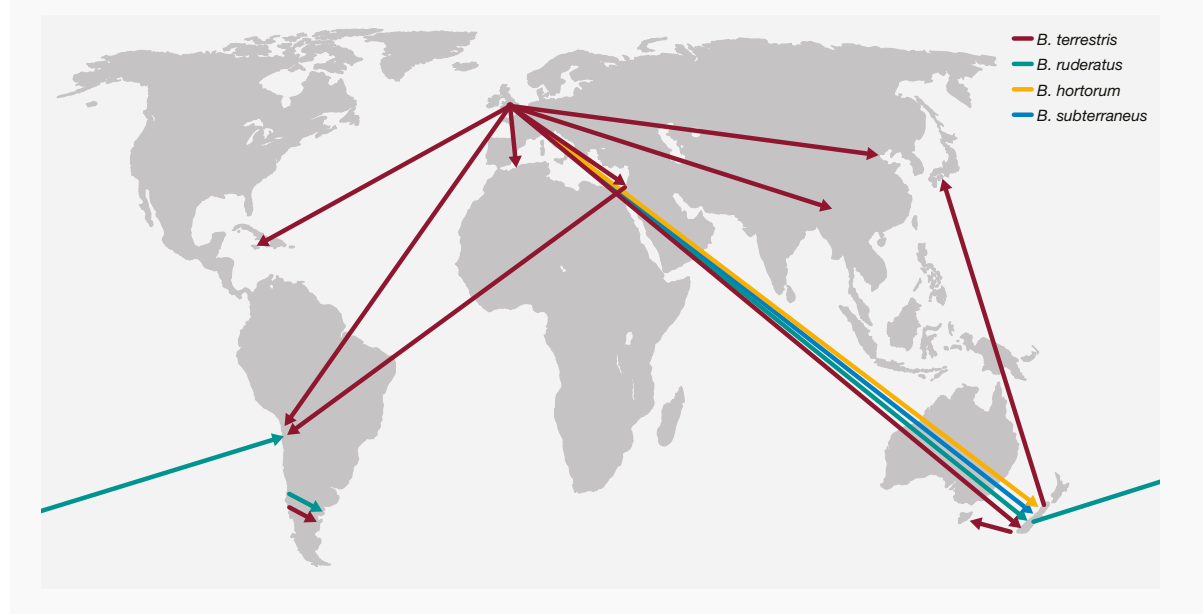 B. terrestris
B. ruderatus
B. hortorum
B. subterraneus